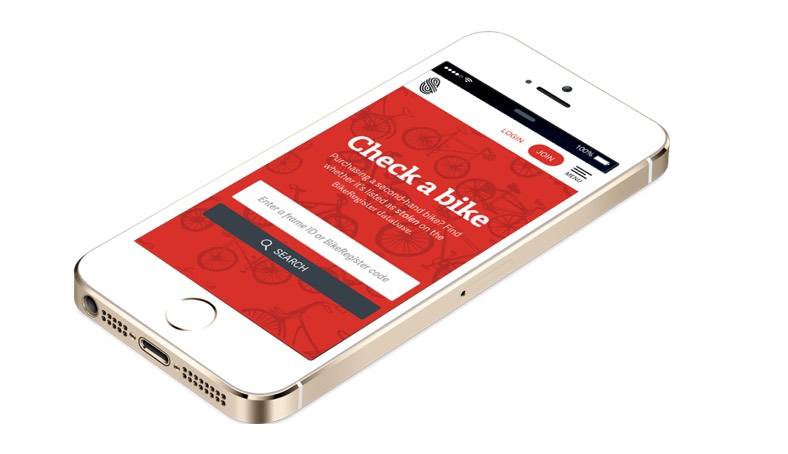 100%
LOGIN
JOIN
MENU
Check a bike
Purchasing a second-hand bike? Find
whether it's listed as stolen on the
BikeRegister database.
Enter a frame ID or BikeRegister code
SEARCH